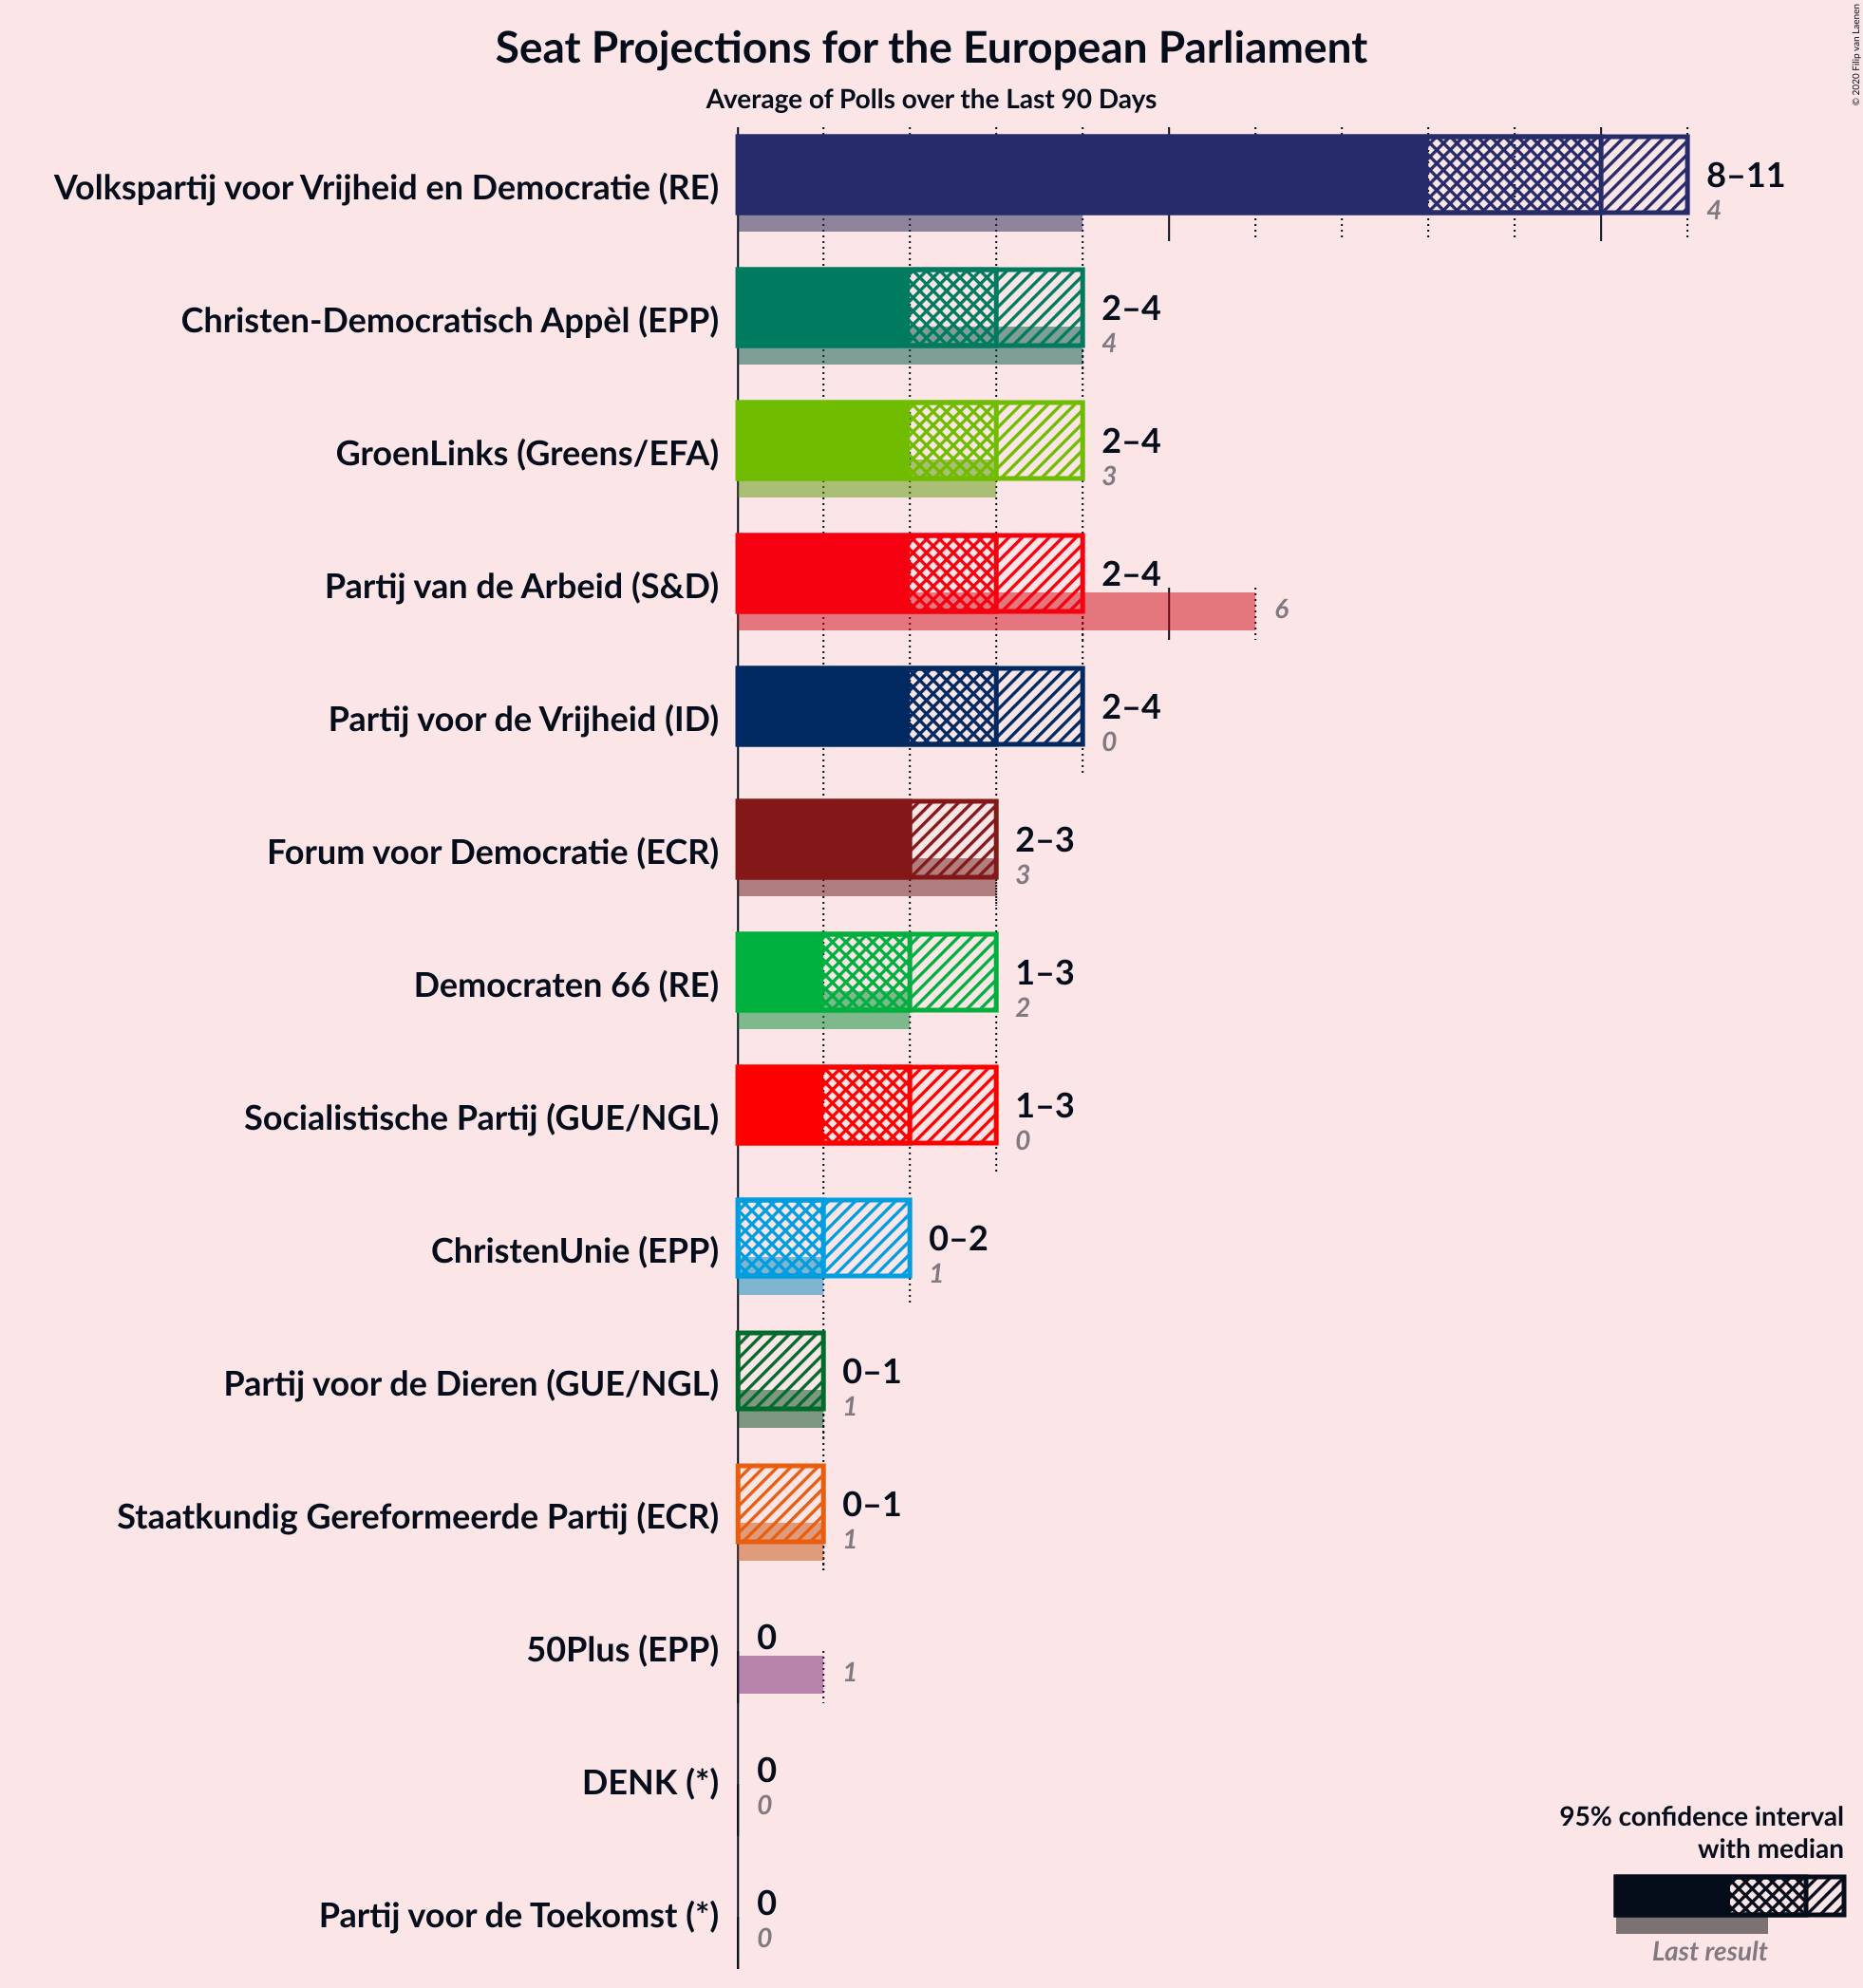 Seat Projections for the European Parliament
Average of Polls over the Last 90 Days
© 2020 Filip van Laenen
Volkspartij voor Vrijheid en Democratie (RE)
8–11
4
Christen-Democratisch Appèl (EPP)
2–4
4
GroenLinks (Greens/EFA)
2–4
3
Partij van de Arbeid (S&D)
2–4
6
Partij voor de Vrijheid (ID)
2–4
0
Forum voor Democratie (ECR)
2–3
3
Democraten 66 (RE)
1–3
2
Socialistische Partij (GUE/NGL)
1–3
0
ChristenUnie (EPP)
0–2
1
Partij voor de Dieren (GUE/NGL)
0–1
1
Staatkundig Gereformeerde Partij (ECR)
0–1
1
50Plus (EPP)
0
1
DENK (*)
0
0
Partij voor de Toekomst (*)
0
0
95% confidence interval
with median
Last result